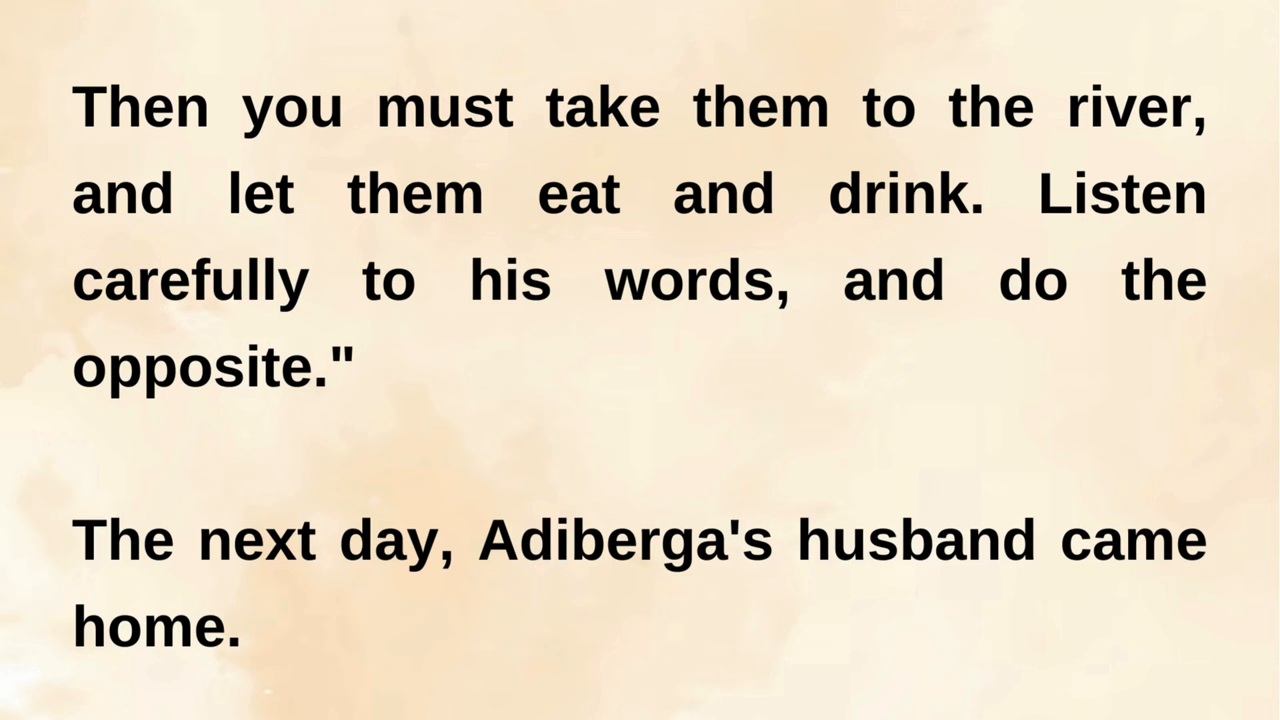 Then you must take them to the river,
and let them eat and drink. Listen
carefully to his words, and do the
opposite."
The next day, Adiberga's husband came
home.